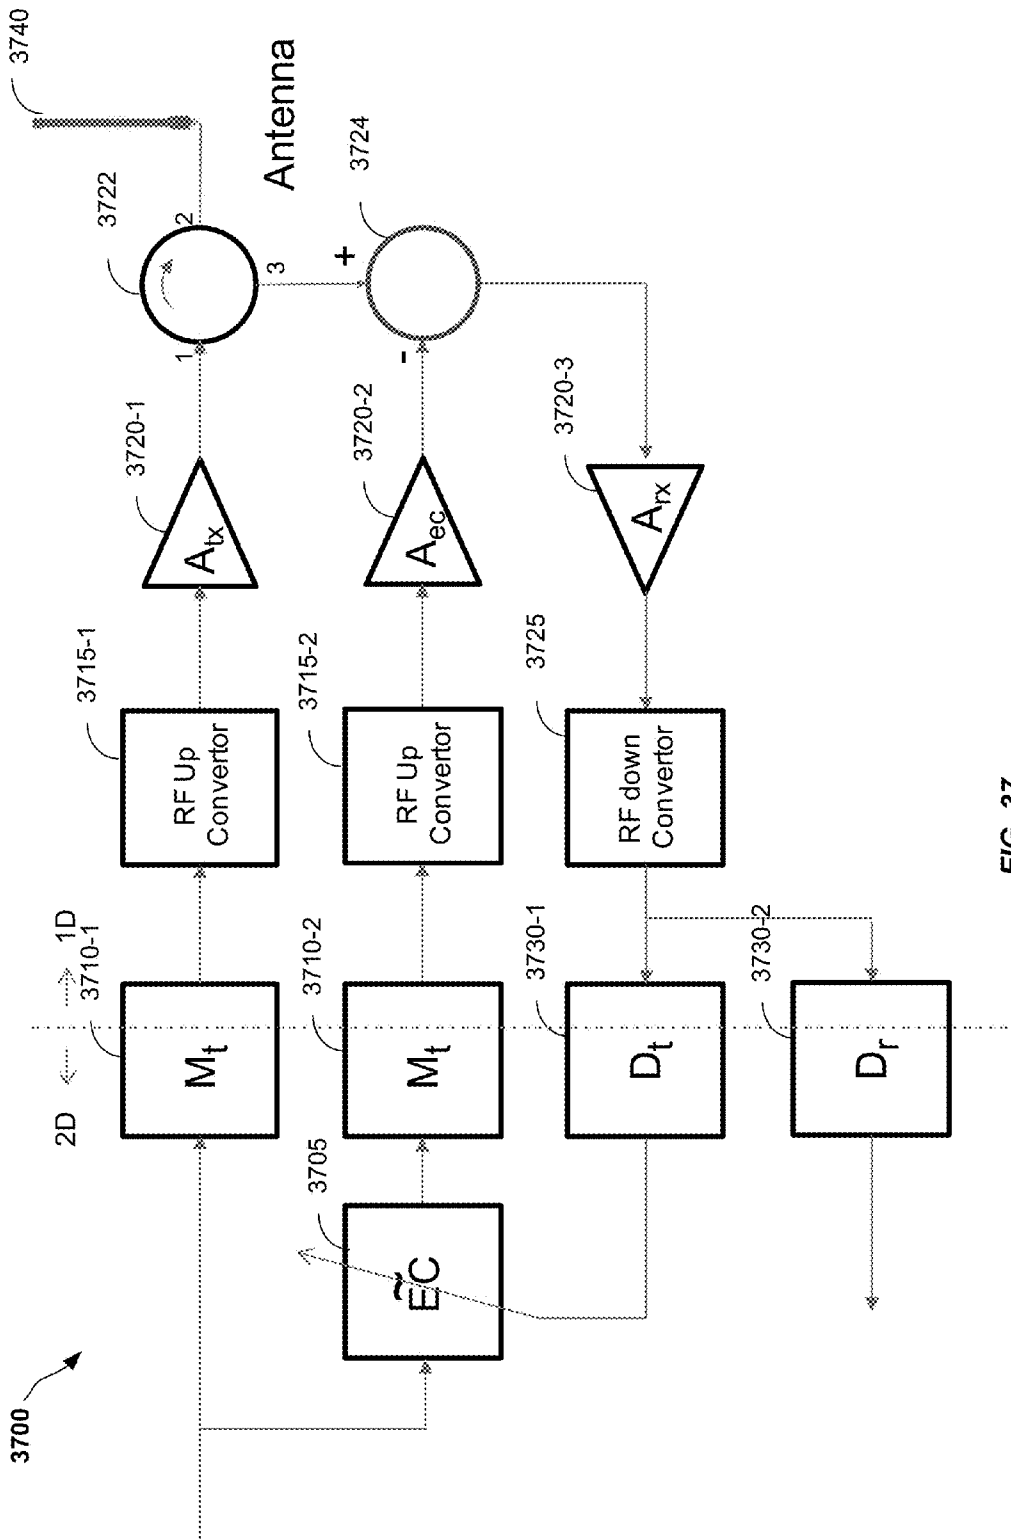 3700
2D
1D
3710-1
Mt
3715-1
RF Up
Convertor
3720-1
Atx
3722
1
2
3
3740
Antenna
3705
ẼC
3710-2
Mt
3715-2
RF Up
Convertor
3720-2
Aec
-
+
3724
3730-1
Dt
3725
RF down
Convertor
3720-3
Arx
3730-2
Dr
FIG. 37